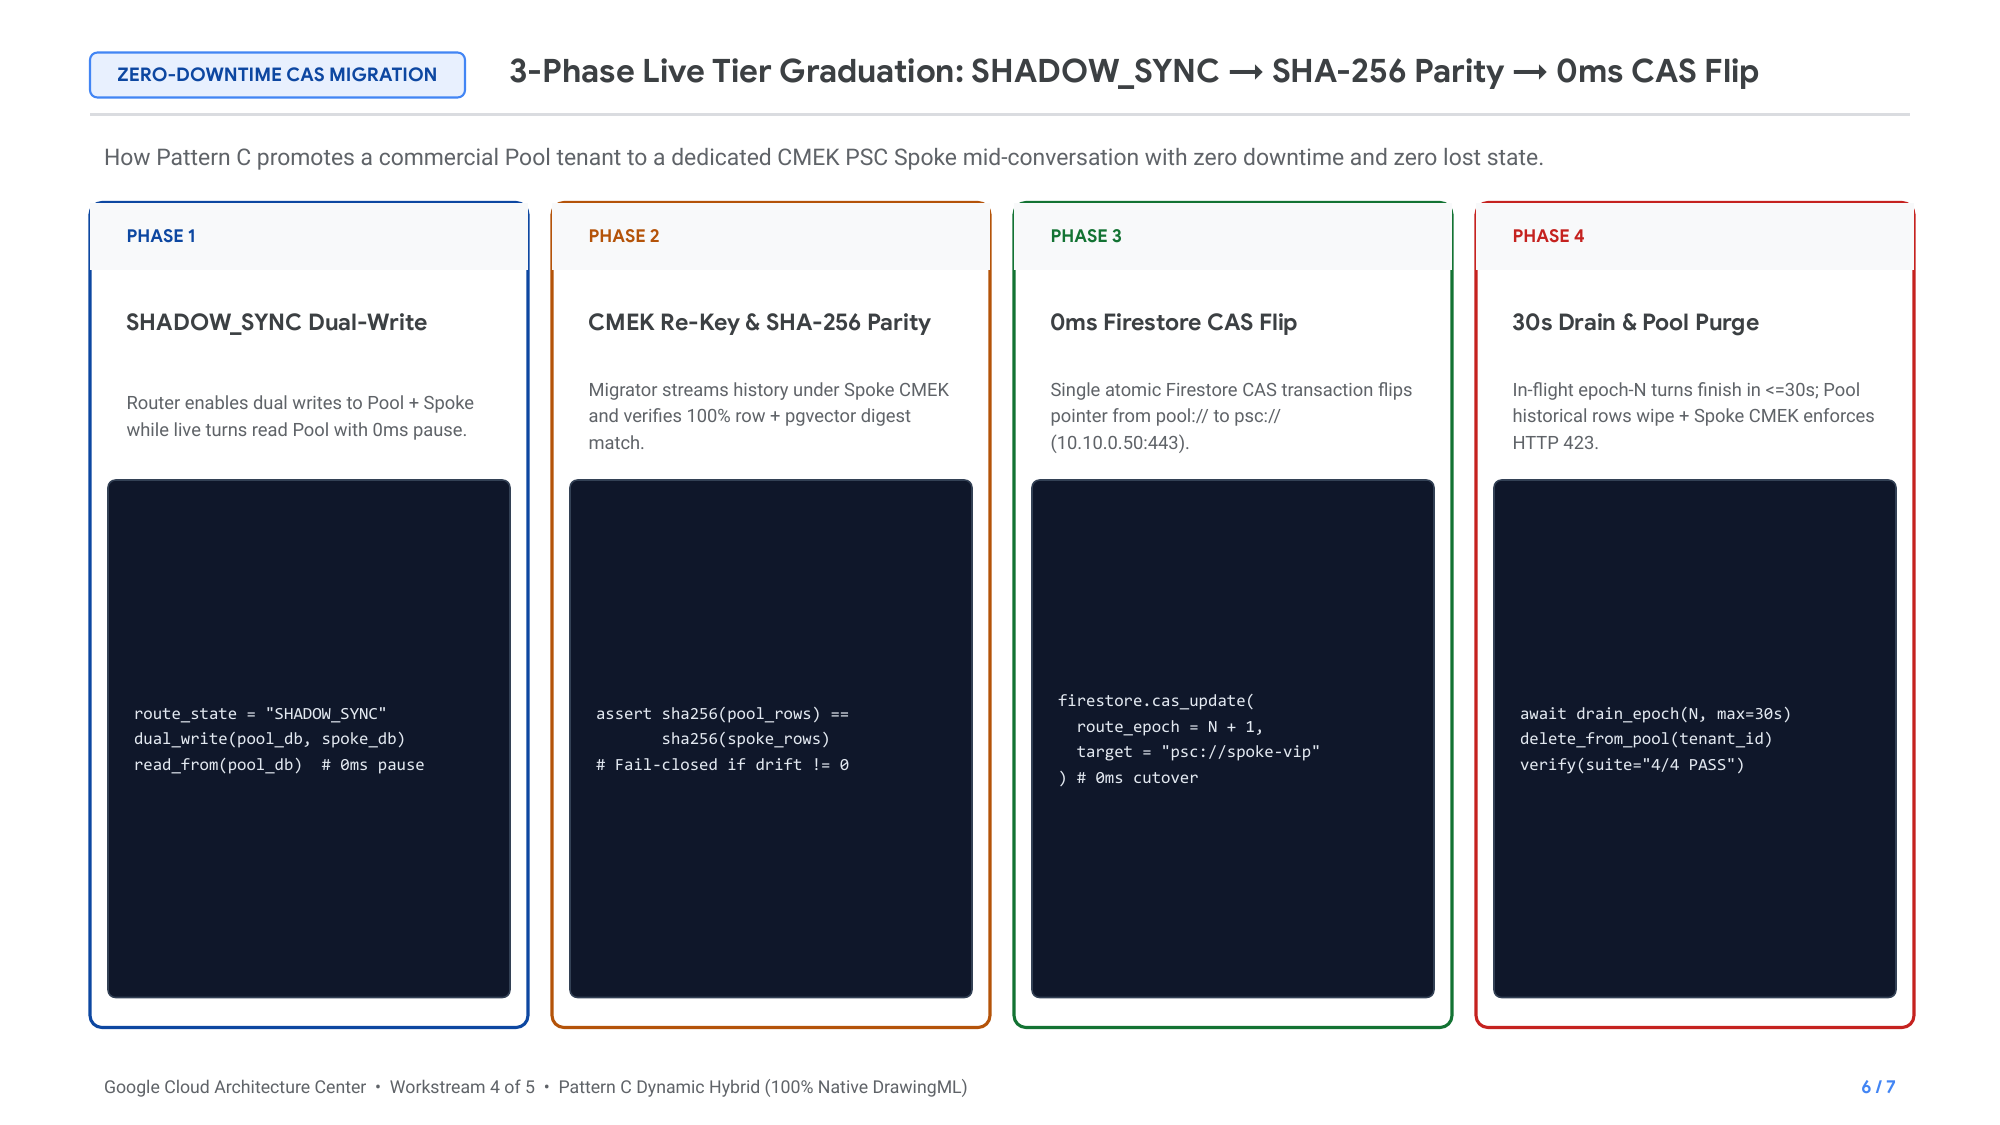 ZERO-DOWNTIME CAS MIGRATION
3-Phase Live Tier Graduation: SHADOW_SYNC → SHA-256 Parity → 0ms CAS Flip
How Pattern C promotes a commercial Pool tenant to a dedicated CMEK PSC Spoke mid-conversation with zero downtime and zero lost state.
PHASE 1
SHADOW_SYNC Dual-Write
Router enables dual writes to Pool + Spoke
while live turns read Pool with 0ms pause.
route_state = "SHADOW_SYNC"
dual_write(pool_db, spoke_db)
read_from(pool_db)  # 0ms pause
PHASE 2
CMEK Re-Key & SHA-256 Parity
Migrator streams history under Spoke CMEK
and verifies 100% row + pgvector digest
match.
assert sha256(pool_rows) ==
       sha256(spoke_rows)
# Fail-closed if drift != 0
PHASE 3
0ms Firestore CAS Flip
Single atomic Firestore CAS transaction flips
pointer from pool:// to psc://
(10.10.0.50:443).
firestore.cas_update(
  route_epoch = N + 1,
  target = "psc://spoke-vip"
) # 0ms cutover
PHASE 4
30s Drain & Pool Purge
In-flight epoch-N turns finish in <=30s; Pool
historical rows wipe + Spoke CMEK enforces
HTTP 423.
await drain_epoch(N, max=30s)
delete_from_pool(tenant_id)
verify(suite="4/4 PASS")
Google Cloud Architecture Center • Workstream 4 of 5 • Pattern C Dynamic Hybrid (100% Native DrawingML)
6 / 7